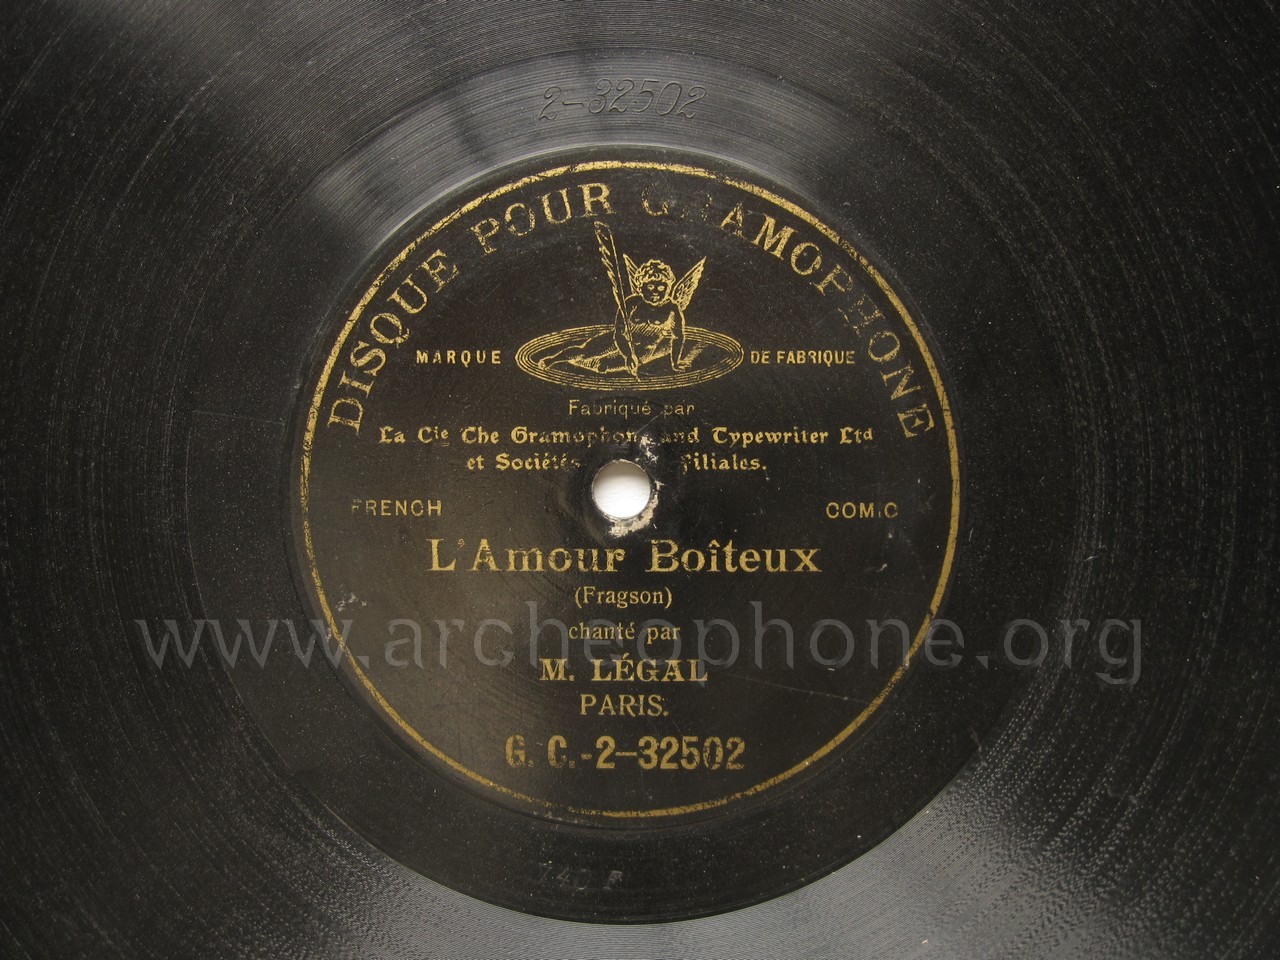 2-32502
DISQUE POUR GRAMOPHONE
MARQUE DE FABRIQUE
Fabriqué par
La Cie The Gramophone and Typewriter Ltd
et Sociétés Filiales.
FRENCH COMIC
L'Amour Boîteux
(Fragson)
chanté par
www.archeophone.org
M. LÉGAL
PARIS.
G. C.-2-32502